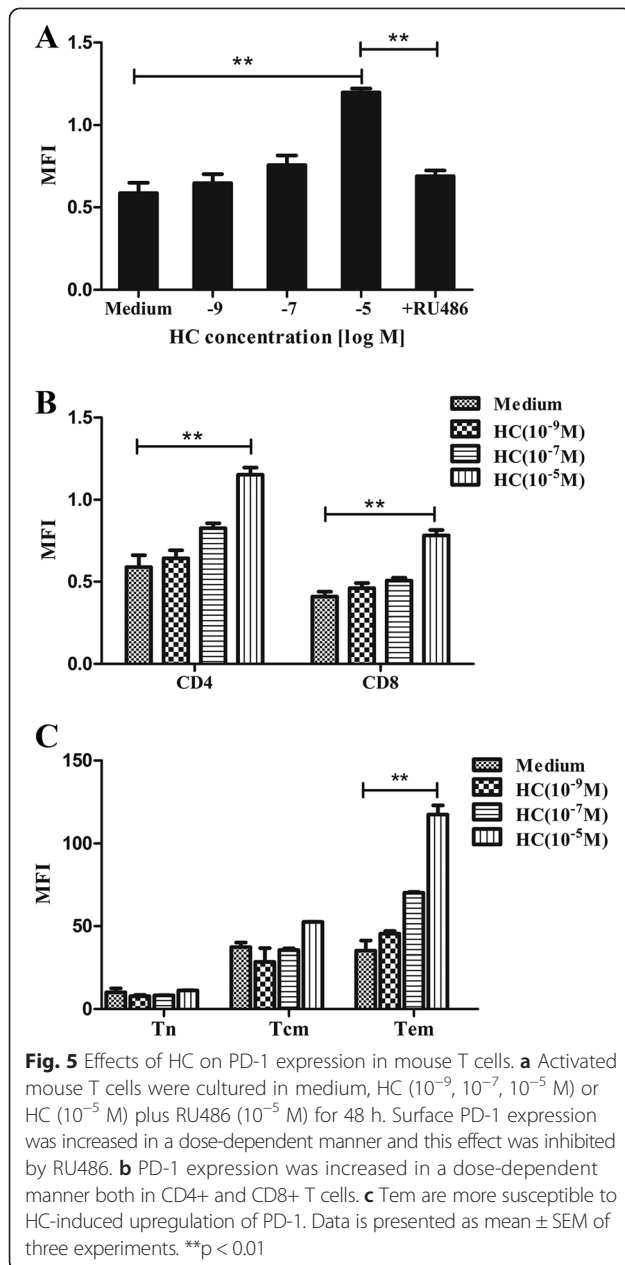 A
**
**
1.5
1.0
0.5
0.0
MFI
Medium -9 -7 -5 +RU486
HC concentration [log M]
B
Medium
HC(10⁻⁹M)
HC(10⁻⁷M)
HC(10⁻⁵M)
**
**
1.5
1.0
0.5
0.0
MFI
CD4 CD8
C
Medium
HC(10⁻⁹M)
HC(10⁻⁷M)
HC(10⁻⁵M)
**
150
100
50
0
MFI
Tn Tcm Tem
Fig. 5 Effects of HC on PD-1 expression in mouse T cells. a Activated
mouse T cells were cultured in medium, HC (10⁻⁹, 10⁻⁷, 10⁻⁵ M) or
HC (10⁻⁵ M) plus RU486 (10⁻⁵ M) for 48 h. Surface PD-1 expression
was increased in a dose-dependent manner and this effect was inhibited
by RU486. b PD-1 expression was increased in a dose-dependent
manner both in CD4+ and CD8+ T cells. c Tem are more susceptible to
HC-induced upregulation of PD-1. Data is presented as mean ± SEM of
three experiments. **p < 0.01